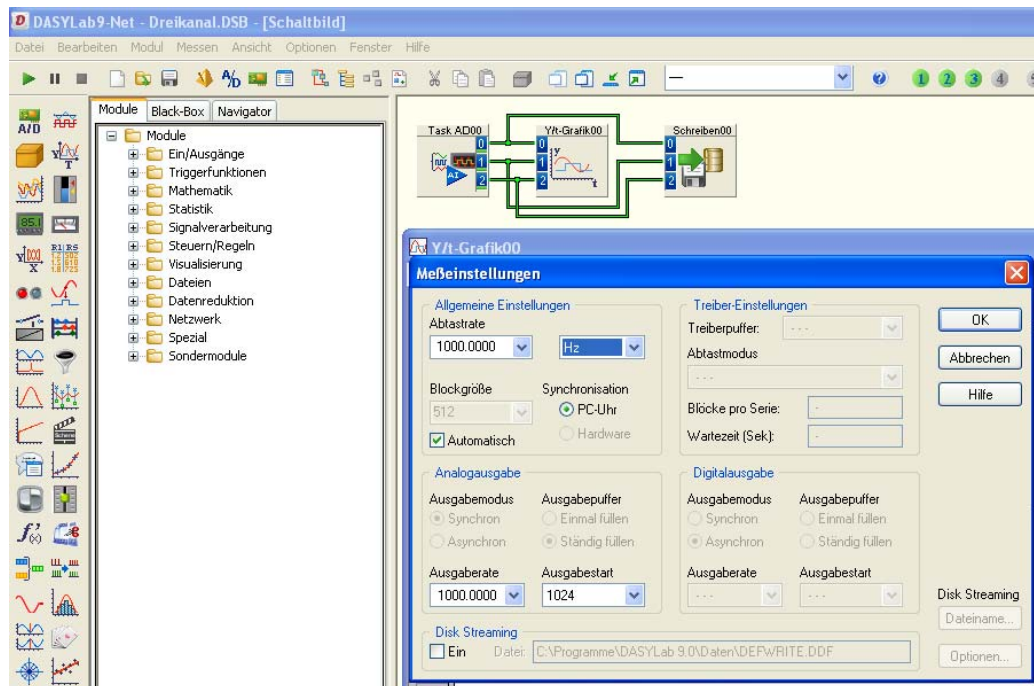 DASYLab9-Net - Dreikanal.DSB - [Schaltbild]
Datei Bearbeiten Modul Messen Ansicht Optionen Fenster Hilfe
A/D
1 2 3 4
Module Black-Box Navigator
Module
Ein/Ausgänge
Triggerfunktionen
Mathematik
Statistik
Signalverarbeitung
Steuern/Regeln
Visualisierung
Dateien
Datenreduktion
Netzwerk
Spezial
Sondermodule
Task AD00
0
1
2
AI
Y/t-Grafik00
0
1
2
y
t
Schreiben00
0
1
2
Y/t-Grafik00
Meßeinstellungen
Allgemeine Einstellungen
Abtastrate
1000.0000 Hz
Blockgröße Synchronisation
512 PC-Uhr
Automatisch Hardware
Treiber-Einstellungen
Treiberpuffer: ---
Abtastmodus
---
Blöcke pro Serie: -
Wartezeit (Sek): -
OK
Abbrechen
Hilfe
Analogausgabe
Ausgabemodus Ausgabepuffer
Synchron Einmal füllen
Asynchron Ständig füllen
Ausgaberate Ausgabestart
1000.0000 1024
Digitalausgabe
Ausgabemodus Ausgabepuffer
Synchron Einmal füllen
Asynchron Ständig füllen
Ausgaberate Ausgabestart
--- ---
Disk Streaming
Dateiname...
Optionen...
Disk Streaming
Ein Datei: C:\Programme\DASYLab 9.0\Daten\DEFWRITE.DDF